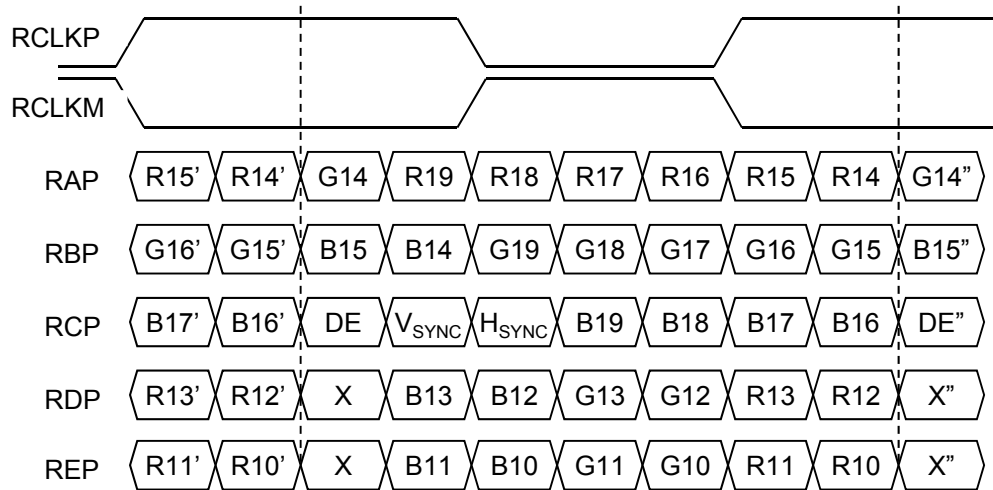 RCLKP
RCLKM
RAP R15’ R14’ G14 R19 R18 R17 R16 R15 R14 G14”
RBP G16’ G15’ B15 B14 G19 G18 G17 G16 G15 B15”
RCP B17’ B16’ DE VSYNC HSYNC B19 B18 B17 B16 DE”
RDP R13’ R12’ X B13 B12 G13 G12 R13 R12 X”
REP R11’ R10’ X B11 B10 G11 G10 R11 R10 X”